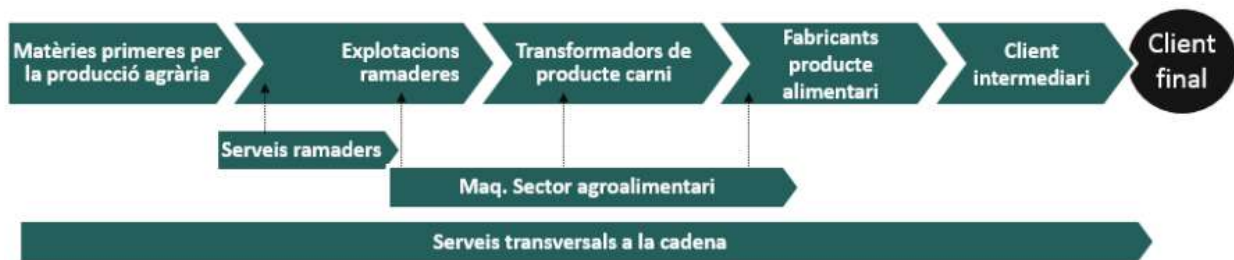 Matèries primeres per
la producció agrària
Explotacions
ramaderes
Transformadors de
producte carni
Fabricants
producte
alimentari
Client
intermediari
Client
final
Serveis ramaders
Maq. Sector agroalimentari
Serveis transversals a la cadena